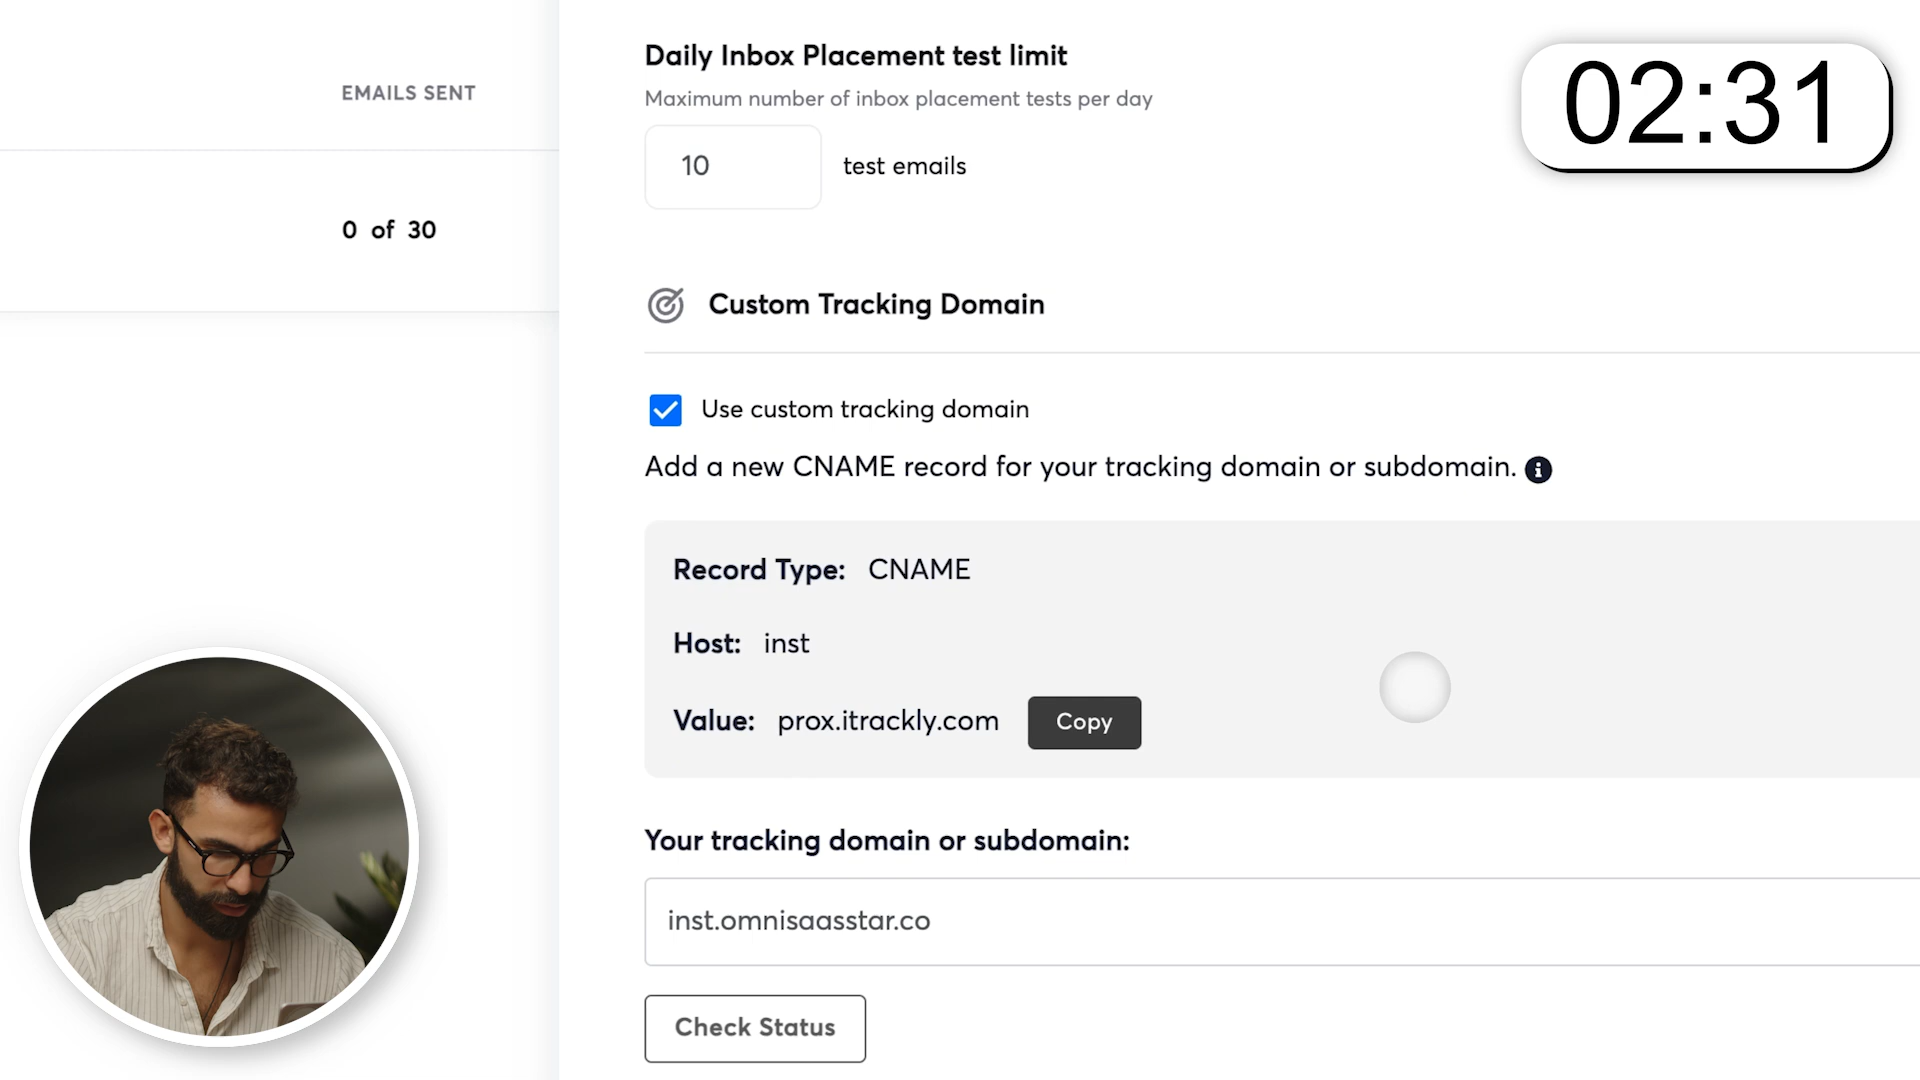 EMAILS SENT
0 of 30
Daily Inbox Placement test limit
Maximum number of inbox placement tests per day
10 test emails
02:31
Custom Tracking Domain
Use custom tracking domain
Add a new CNAME record for your tracking domain or subdomain.
Record Type: CNAME
Host: inst
Value: prox.itrackly.com Copy
Your tracking domain or subdomain:
inst.omnisaasstar.co
Check Status